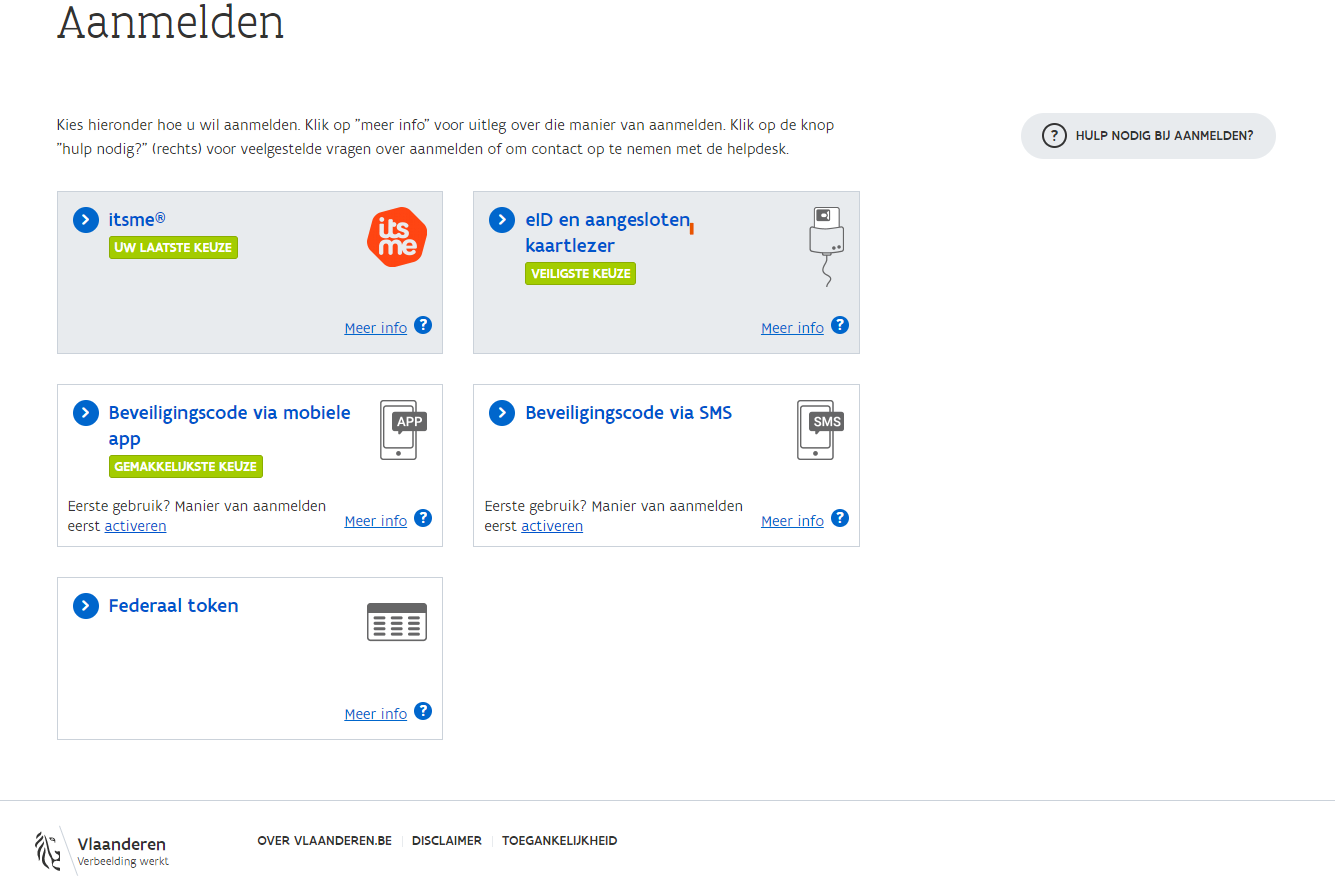 Aanmelden
Kies hieronder hoe u wil aanmelden. Klik op "meer info" voor uitleg over die manier van aanmelden. Klik op de knop
"hulp nodig?" (rechts) voor veelgestelde vragen over aanmelden of om contact op te nemen met de helpdesk.
? HULP NODIG BIJ AANMELDEN?
itsme®
UW LAATSTE KEUZE
its
me
Meer info ?
eID en aangesloten
kaartlezer
VEILIGSTE KEUZE
Meer info ?
Beveiligingscode via mobiele
app
GEMAKKELIJKSTE KEUZE
APP
Eerste gebruik? Manier van aanmelden
eerst activeren
Meer info ?
Beveiligingscode via SMS
SMS
Eerste gebruik? Manier van aanmelden
eerst activeren
Meer info ?
Federaal token
Meer info ?
Vlaanderen
Verbeelding werkt
OVER VLAANDEREN.BE
DISCLAIMER
TOEGANKELIJKHEID